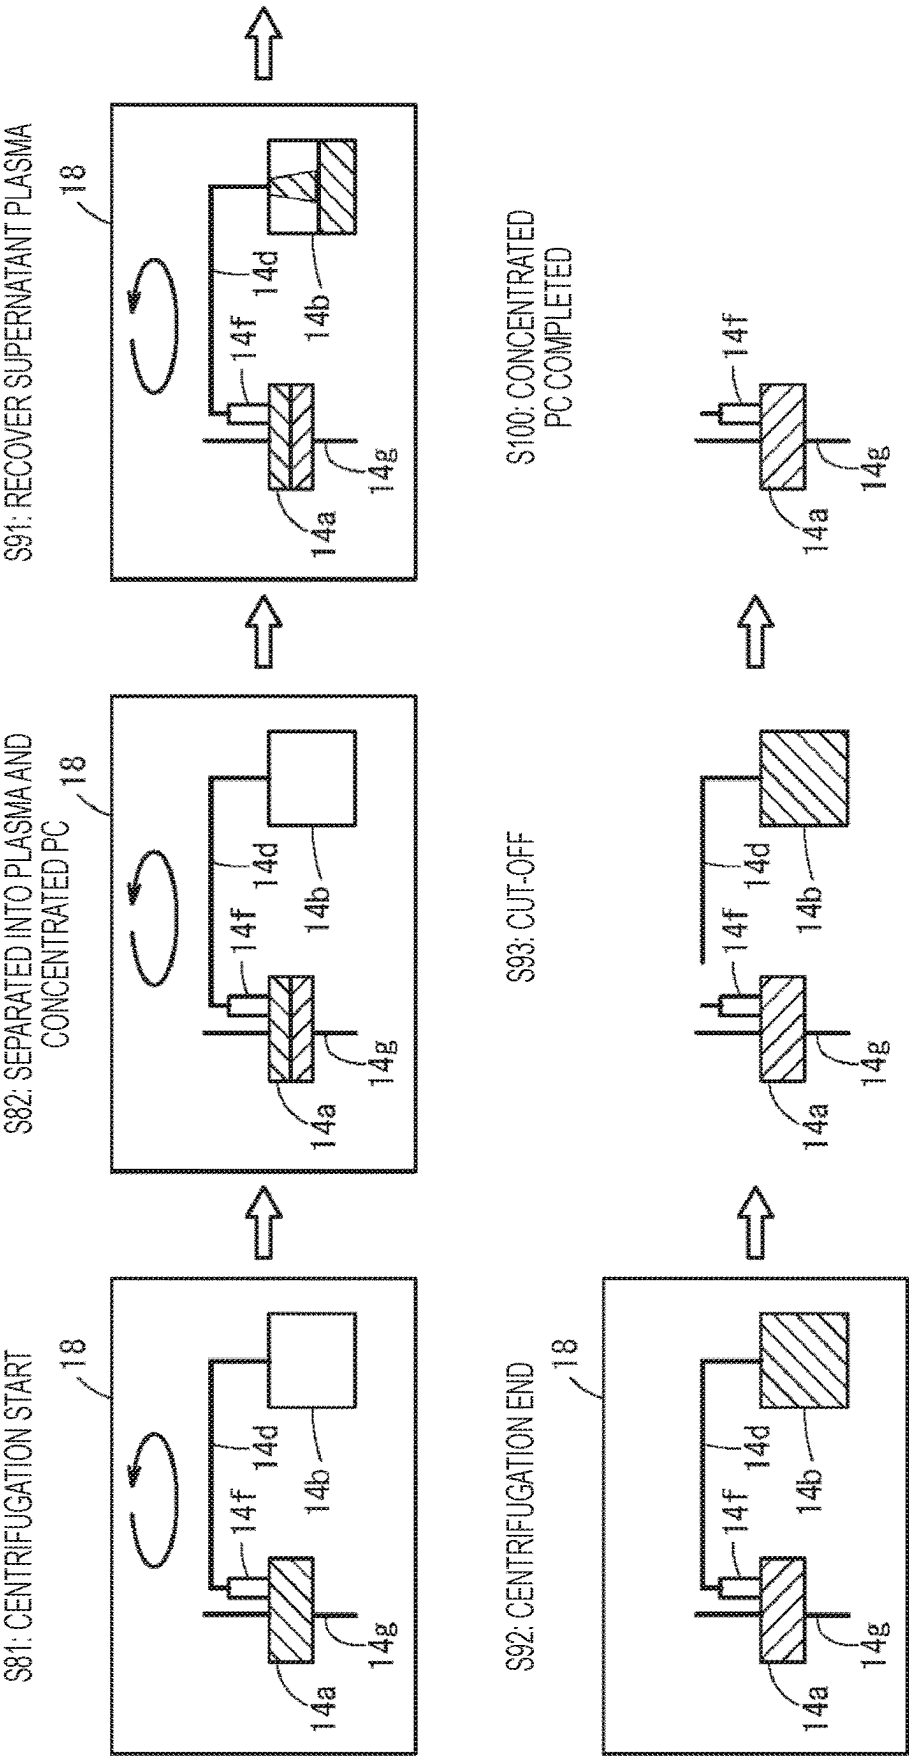 S81: CENTRIFUGATION START
18
14d
14f
14b
14a
14g
S82: SEPARATED INTO PLASMA AND
CONCENTRATED PC
18
14d
14f
14b
14a
14g
S91: RECOVER SUPERNATANT PLASMA
18
14d
14f
14b
14a
14g
S92: CENTRIFUGATION END
18
14d
14f
14b
14a
14g
S93: CUT-OFF
14d
14f
14b
14a
14g
S100: CONCENTRATED
PC COMPLETED
14f
14a
14g